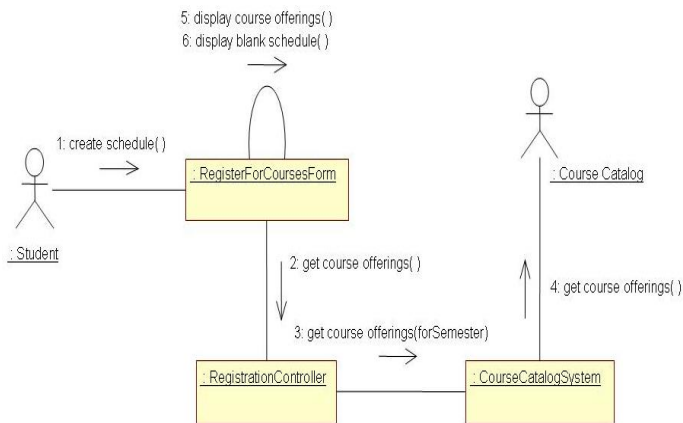 5: display course offerings( )
6: display blank schedule( )
1: create schedule( )
: RegisterForCoursesForm
: Course Catalog
: Student
2: get course offerings( )
4: get course offerings( )
3: get course offerings(forSemester)
: RegistrationController
: CourseCatalogSystem